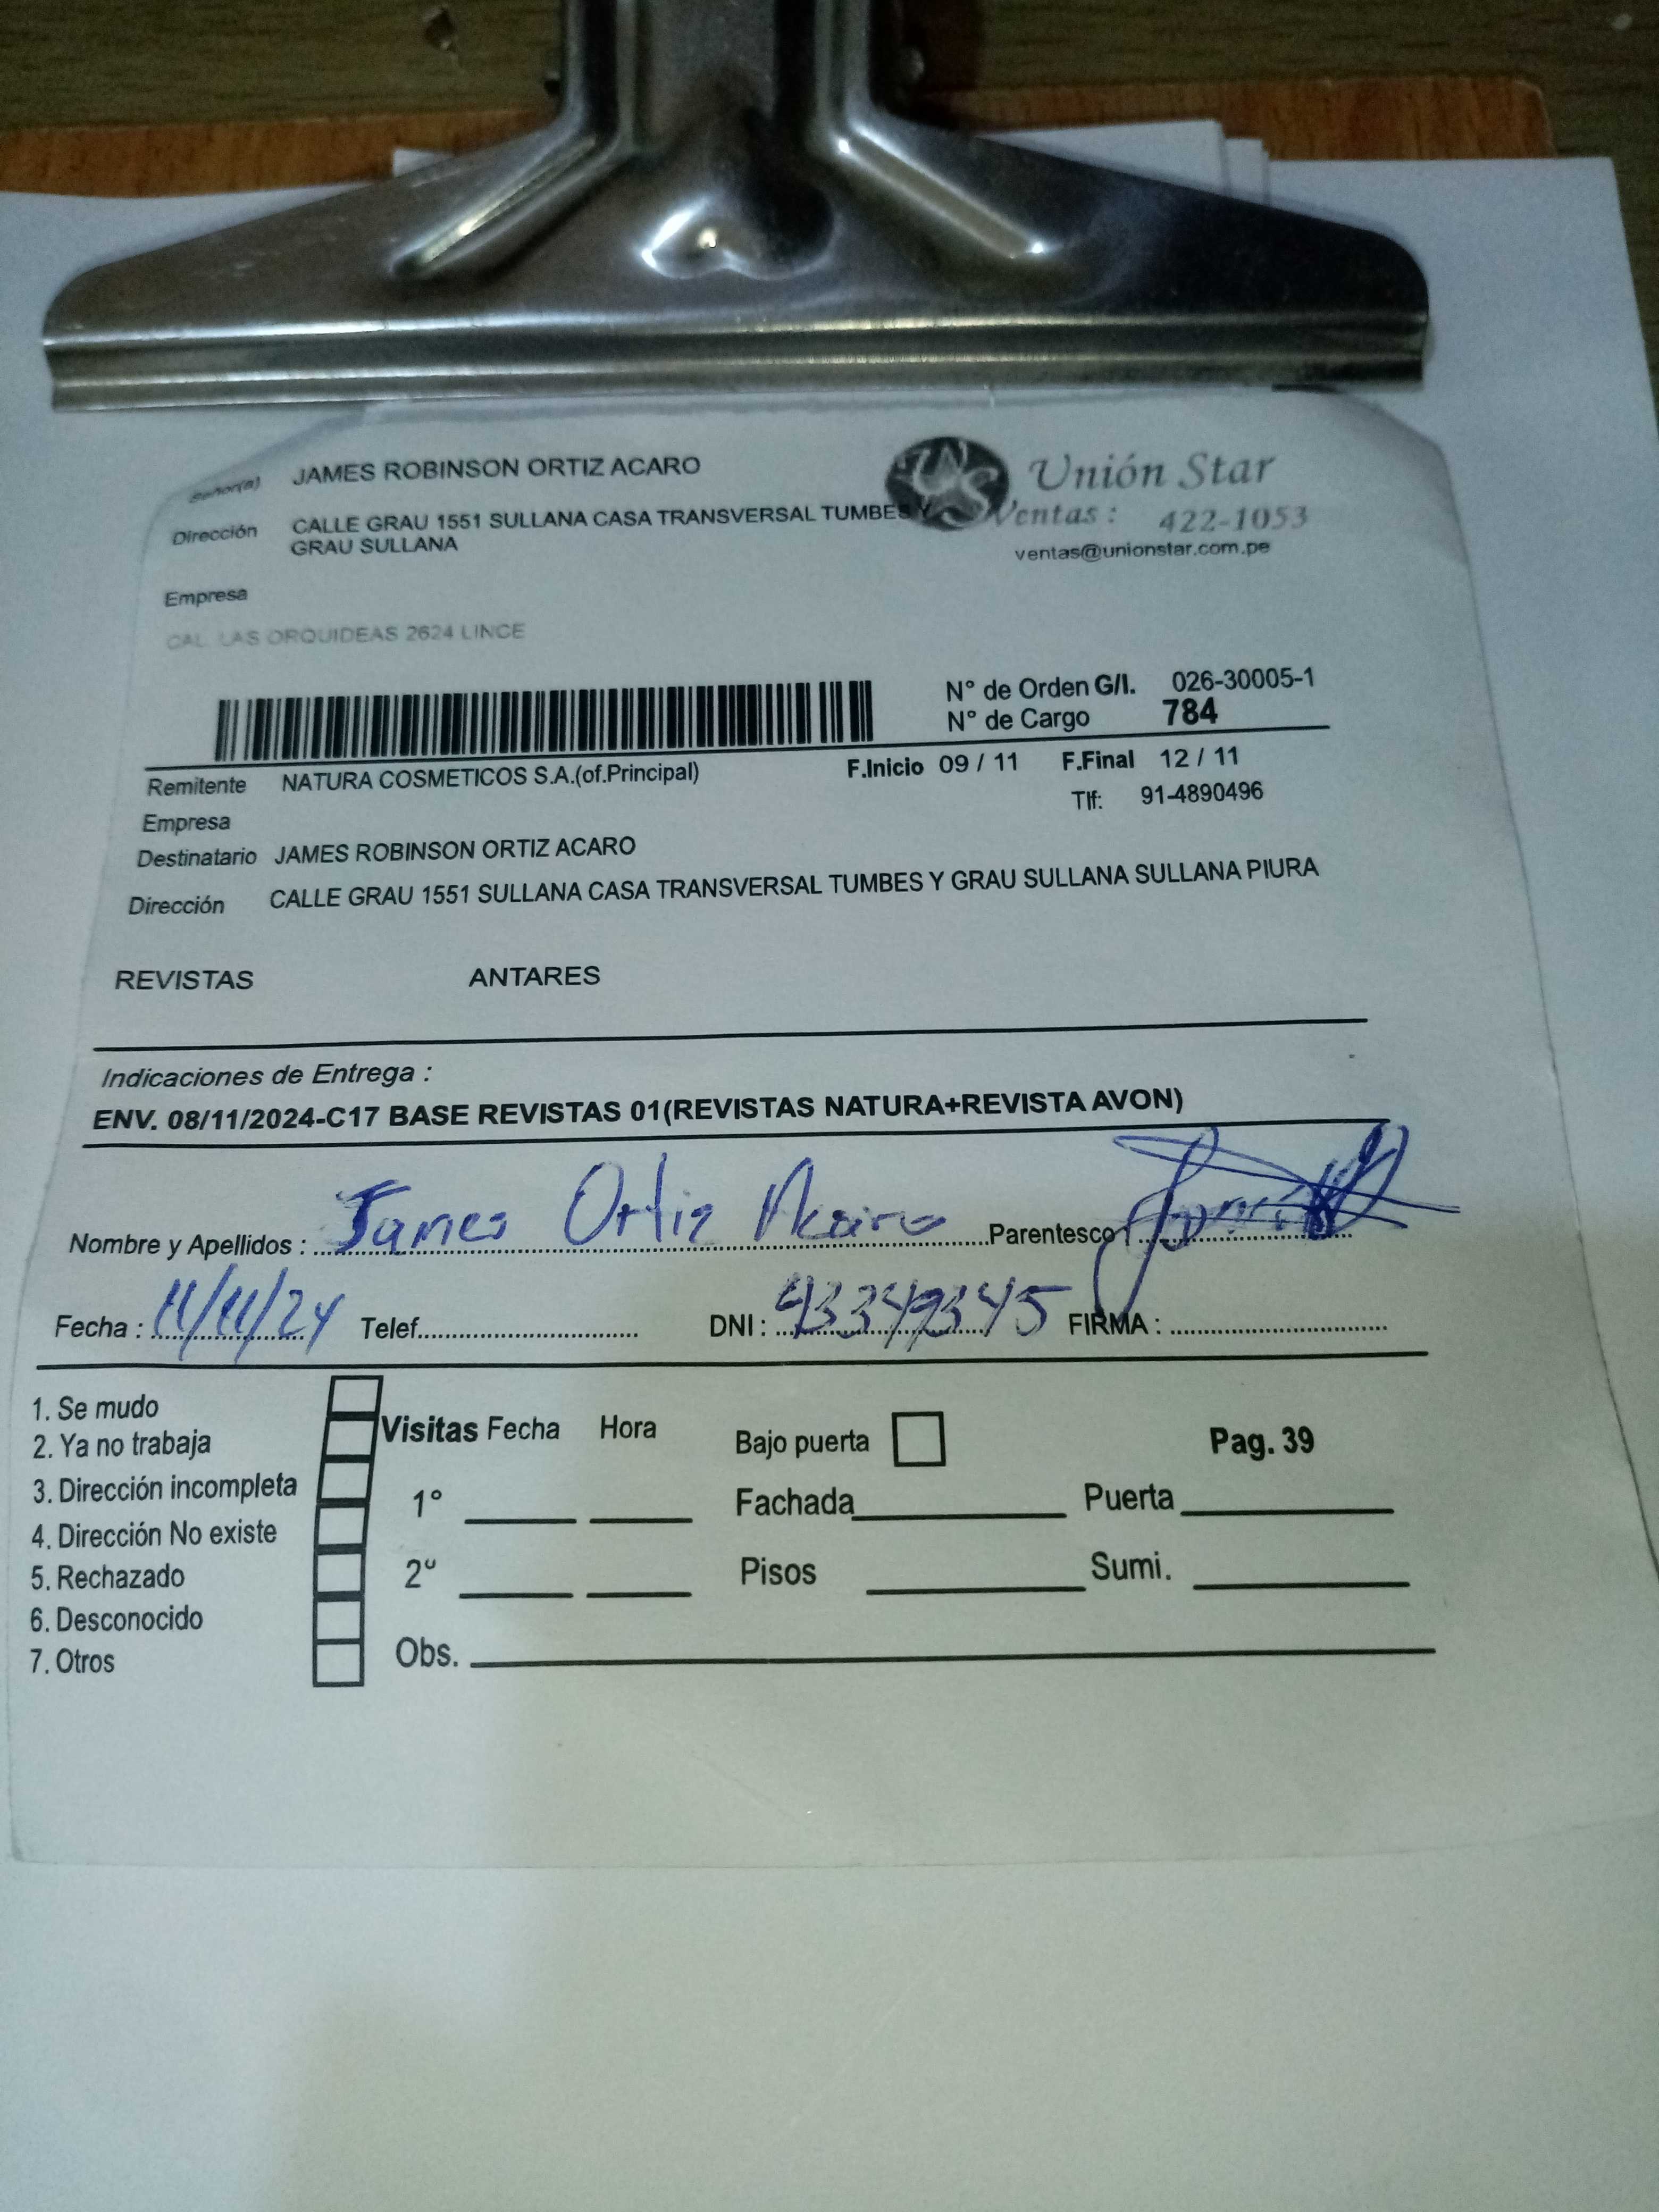 Señor(a) JAMES ROBINSON ORTIZ ACARO
Unión Star
Dirección CALLE GRAU 1551 SULLANA CASA TRANSVERSAL TUMBES Y
GRAU SULLANA
Ventas : 422-1053
ventas@unionstar.com.pe
Empresa
CAL. LAS ORQUIDEAS 2624 LINCE
N° de Orden G/I. 026-30005-1
N° de Cargo 784
Remitente NATURA COSMETICOS S.A.(of.Principal) F.Inicio 09 / 11 F.Final 12 / 11
Tlf: 91-4890496
Empresa
Destinatario JAMES ROBINSON ORTIZ ACARO
Dirección CALLE GRAU 1551 SULLANA CASA TRANSVERSAL TUMBES Y GRAU SULLANA SULLANA PIURA
REVISTAS ANTARES
Indicaciones de Entrega :
ENV. 08/11/2024-C17 BASE REVISTAS 01(REVISTAS NATURA+REVISTA AVON)
Nombre y Apellidos : James Ortiz Acaro Parentesco
Fecha : 11/11/24 Telef. DNI : 43349345 FIRMA :
1. Se mudo
2. Ya no trabaja
3. Dirección incompleta
4. Dirección No existe
5. Rechazado
6. Desconocido
7. Otros
Visitas Fecha Hora Bajo puerta Pag. 39
1° Fachada Puerta
2° Pisos Sumi.
Obs.